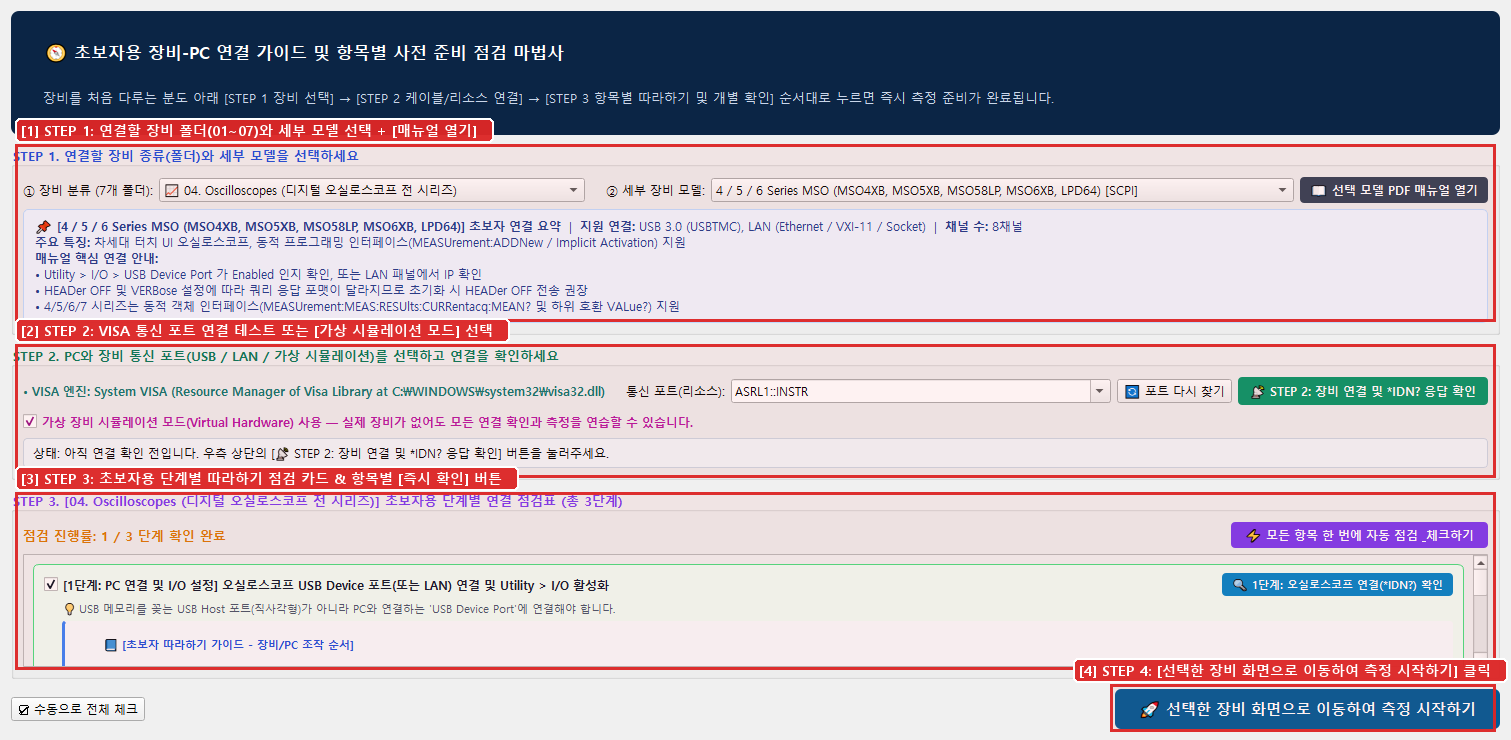 초보자용 장비-PC 연결 가이드 및 항목별 사전 준비 점검 마법사
장비를 처음 다루는 분도 아래 [STEP 1 장비 선택] → [STEP 2 케이블/리소스 연결] → [STEP 3 항목별 따라하기 및 개별 확인] 순서대로 누르면 즉시 측정 준비가 완료됩니다.
[1] STEP 1: 연결할 장비 폴더(01~07)와 세부 모델 선택 + [매뉴얼 열기]
STEP 1. 연결할 장비 종류(폴더)와 세부 모델을 선택하세요
① 장비 분류 (7개 폴더): 04. Oscilloscopes (디지털 오실로스코프 전 시리즈) ② 세부 장비 모델: 4 / 5 / 6 Series MSO (MSO4XB, MSO5XB, MSO58LP, MSO6XB, LPD64) [SCPI] 선택 모델 PDF 매뉴얼 열기
[4 / 5 / 6 Series MSO (MSO4XB, MSO5XB, MSO58LP, MSO6XB, LPD64)] 초보자 연결 요약 | 지원 연결: USB 3.0 (USBTMC), LAN (Ethernet / VXI-11 / Socket) | 채널 수: 8채널
주요 특징: 차세대 터치 UI 오실로스코프, 동적 프로그래밍 인터페이스(MEASUrement:ADDNew / Implicit Activation) 지원
매뉴얼 핵심 연결 안내:
• Utility > I/O > USB Device Port 가 Enabled 인지 확인, 또는 LAN 패널에서 IP 확인
• HEADer OFF 및 VERBose 설정에 따라 쿼리 응답 포맷이 달라지므로 초기화 시 HEADer OFF 전송 권장
• 4/5/6/7 시리즈는 동적 객체 인터페이스(MEASUrement:MEAS:RESUlts:CURRentacq:MEAN? 및 하위 호환 VALue?) 지원
[2] STEP 2: VISA 통신 포트 연결 테스트 또는 [가상 시뮬레이션 모드] 선택
STEP 2. PC와 장비 통신 포트(USB / LAN / 가상 시뮬레이션)를 선택하고 연결을 확인하세요
• VISA 엔진: System VISA (Resource Manager of Visa Library at C:₩WINDOWS₩system32₩visa32.dll) 통신 포트(리소스): ASRL1::INSTR 포트 다시 찾기 STEP 2: 장비 연결 및 *IDN? 응답 확인
가상 장비 시뮬레이션 모드(Virtual Hardware) 사용 — 실제 장비가 없어도 모든 연결 확인과 측정을 연습할 수 있습니다.
상태: 아직 연결 확인 전입니다. 우측 상단의 [ STEP 2: 장비 연결 및 *IDN? 응답 확인] 버튼을 눌러주세요.
[3] STEP 3: 초보자용 단계별 따라하기 점검 카드 & 항목별 [즉시 확인] 버튼
STEP 3. [04. Oscilloscopes (디지털 오실로스코프 전 시리즈)] 초보자용 단계별 연결 점검표 (총 3단계)
점검 진행률: 1 / 3 단계 확인 완료 모든 항목 한 번에 자동 점검 _체크하기
[1단계: PC 연결 및 I/O 설정] 오실로스코프 USB Device 포트(또는 LAN) 연결 및 Utility > I/O 활성화 1단계: 오실로스코프 연결(*IDN?) 확인
USB 메모리를 꽂는 USB Host 포트(직사각형)가 아니라 PC와 연결하는 'USB Device Port'에 연결해야 합니다.
[초보자 따라하기 가이드 - 장비/PC 조작 순서]
[4] STEP 4: [선택한 장비 화면으로 이동하여 측정 시작하기] 클릭
수동으로 전체 체크 선택한 장비 화면으로 이동하여 측정 시작하기